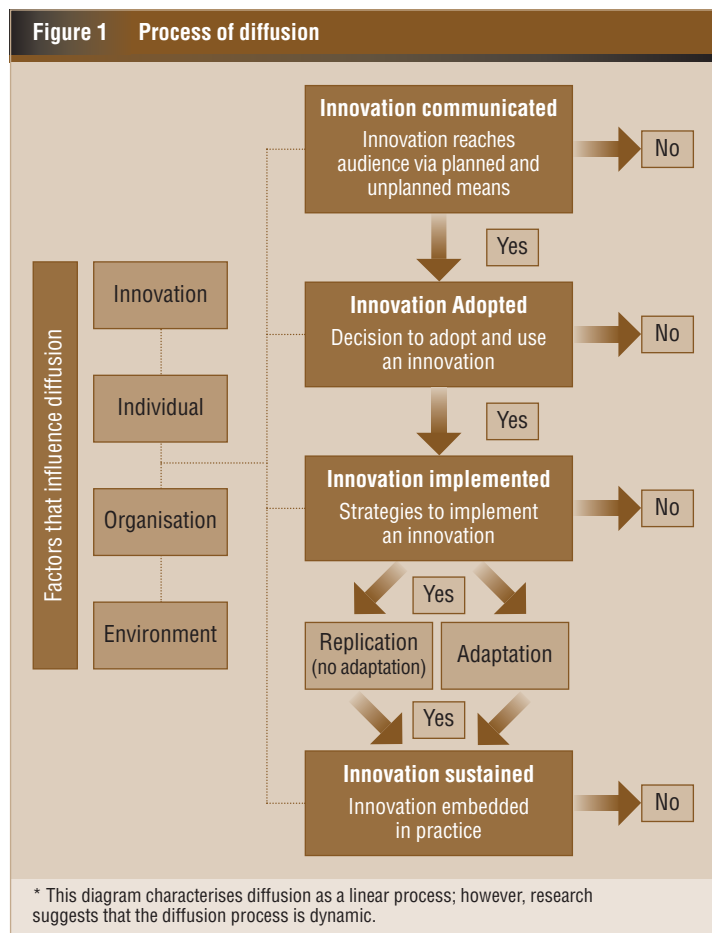 Figure 1 Process of diffusion
Factors that influence diffusion
Innovation
Individual
Organisation
Environment
Innovation communicated
Innovation reaches
audience via planned and
unplanned means
No
Yes
Innovation Adopted
Decision to adopt and use
an innovation
No
Yes
Innovation implemented
Strategies to implement
an innovation
No
Yes
Replication
(no adaptation)
Adaptation
Yes
Innovation sustained
Innovation embedded
in practice
No
* This diagram characterises diffusion as a linear process; however, research
suggests that the diffusion process is dynamic.